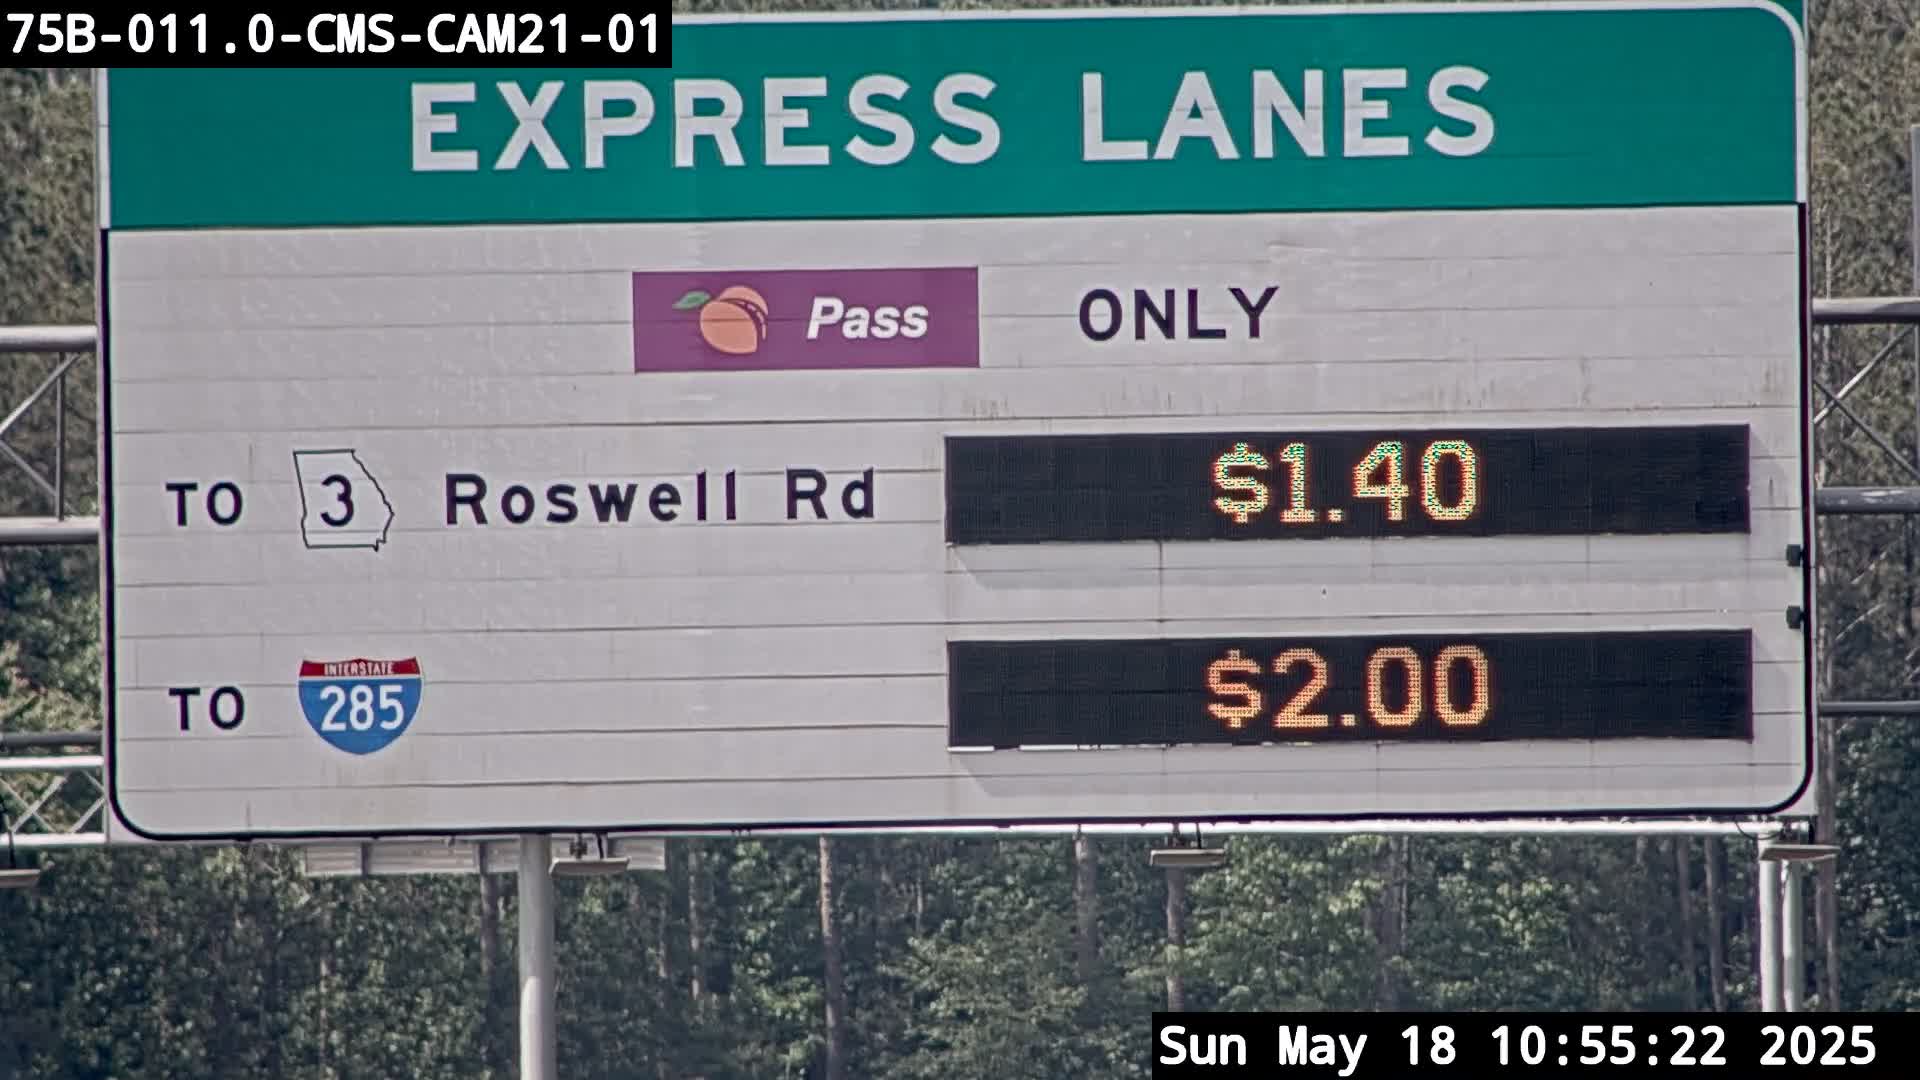 75B-011.0-CMS-CAM21-01
EXPRESS LANES
Pass ONLY
TO 3 Roswell Rd $1.40
INTERSTATE
TO 285 $2.00
Sun May 18 10:55:22 2025